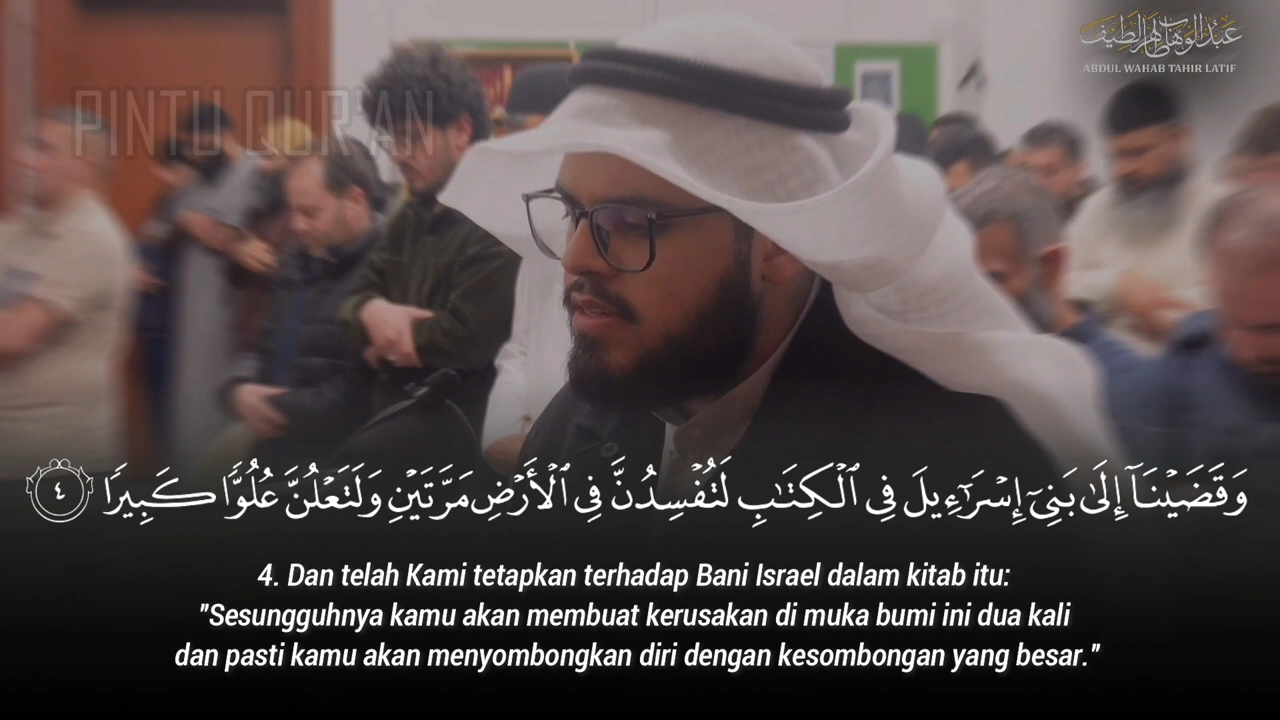 عبد الوهاب طاهر لطيف
ABDUL WAHAB TAHIR LATIF
PINTU QUR'AN
وَقَضَيْنَآ إِلَىٰ بَنِىٓ إِسْرَٰٓءِيلَ فِى ٱلْكِتَٰبِ لَتُفْسِدُنَّ فِى ٱلْأَرْضِ مَرَّتَيْنِ وَلَتَعْلُنَّ عُلُوًّا كَبِيرًا ٤
4. Dan telah Kami tetapkan terhadap Bani Israel dalam kitab itu:
"Sesungguhnya kamu akan membuat kerusakan di muka bumi ini dua kali
dan pasti kamu akan menyombongkan diri dengan kesombongan yang besar."